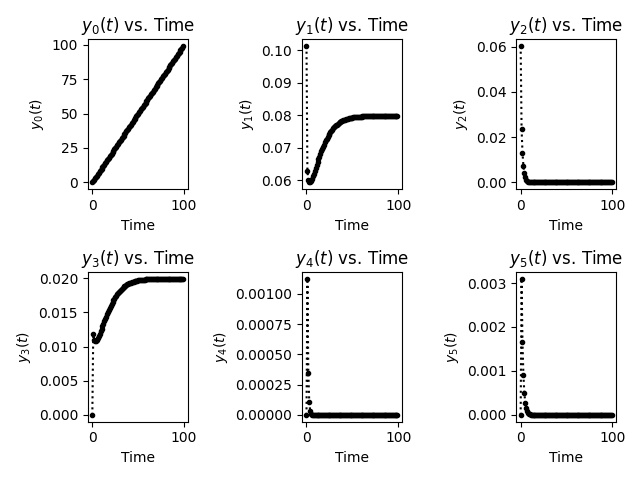 y₀(t) vs. Time
y₁(t) vs. Time
y₂(t) vs. Time
100
75
50
25
0
y₀(t)
0
100
Time
0.10
0.09
0.08
0.07
0.06
y₁(t)
0
100
Time
0.06
0.04
0.02
0.00
y₂(t)
0
100
Time
y₃(t) vs. Time
y₄(t) vs. Time
y₅(t) vs. Time
0.020
0.015
0.010
0.005
0.000
y₃(t)
0
100
Time
0.00100
0.00075
0.00050
0.00025
0.00000
y₄(t)
0
100
Time
0.003
0.002
0.001
0.000
y₅(t)
0
100
Time